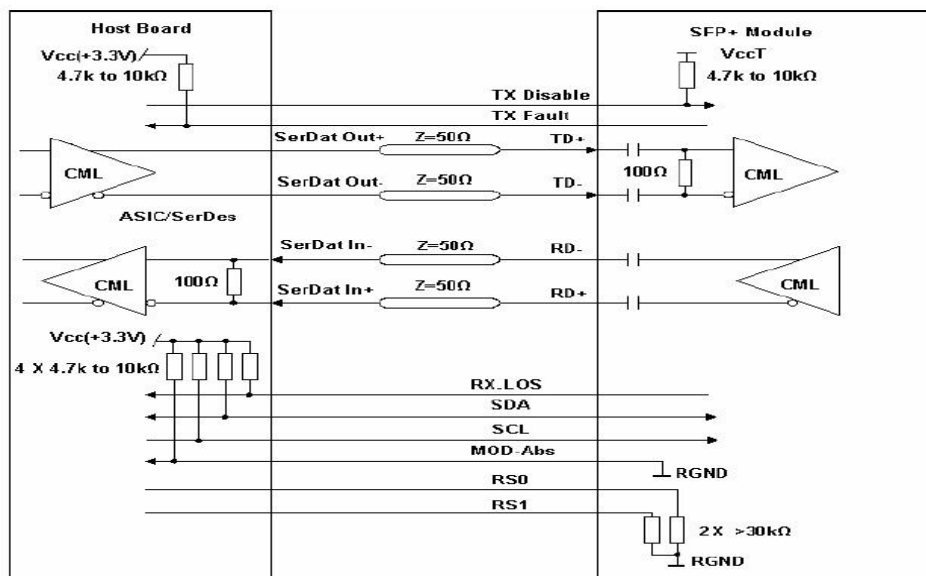 Host Board
SFP+ Module
Vcc(+3.3V)
4.7k to 10kΩ
VccT
4.7k to 10kΩ
TX Disable
TX Fault
SerDat Out+
Z=50Ω
TD+
CML
100Ω
CML
SerDat Out-
Z=50Ω
TD-
ASIC/SerDes
SerDat In-
Z=50Ω
RD-
CML
100Ω
CML
SerDat In+
Z=50Ω
RD+
Vcc(+3.3V)
4 X 4.7k to 10kΩ
RX-LOS
SDA
SCL
MOD-Abs
RGND
RS0
RS1
2 X >30kΩ
RGND